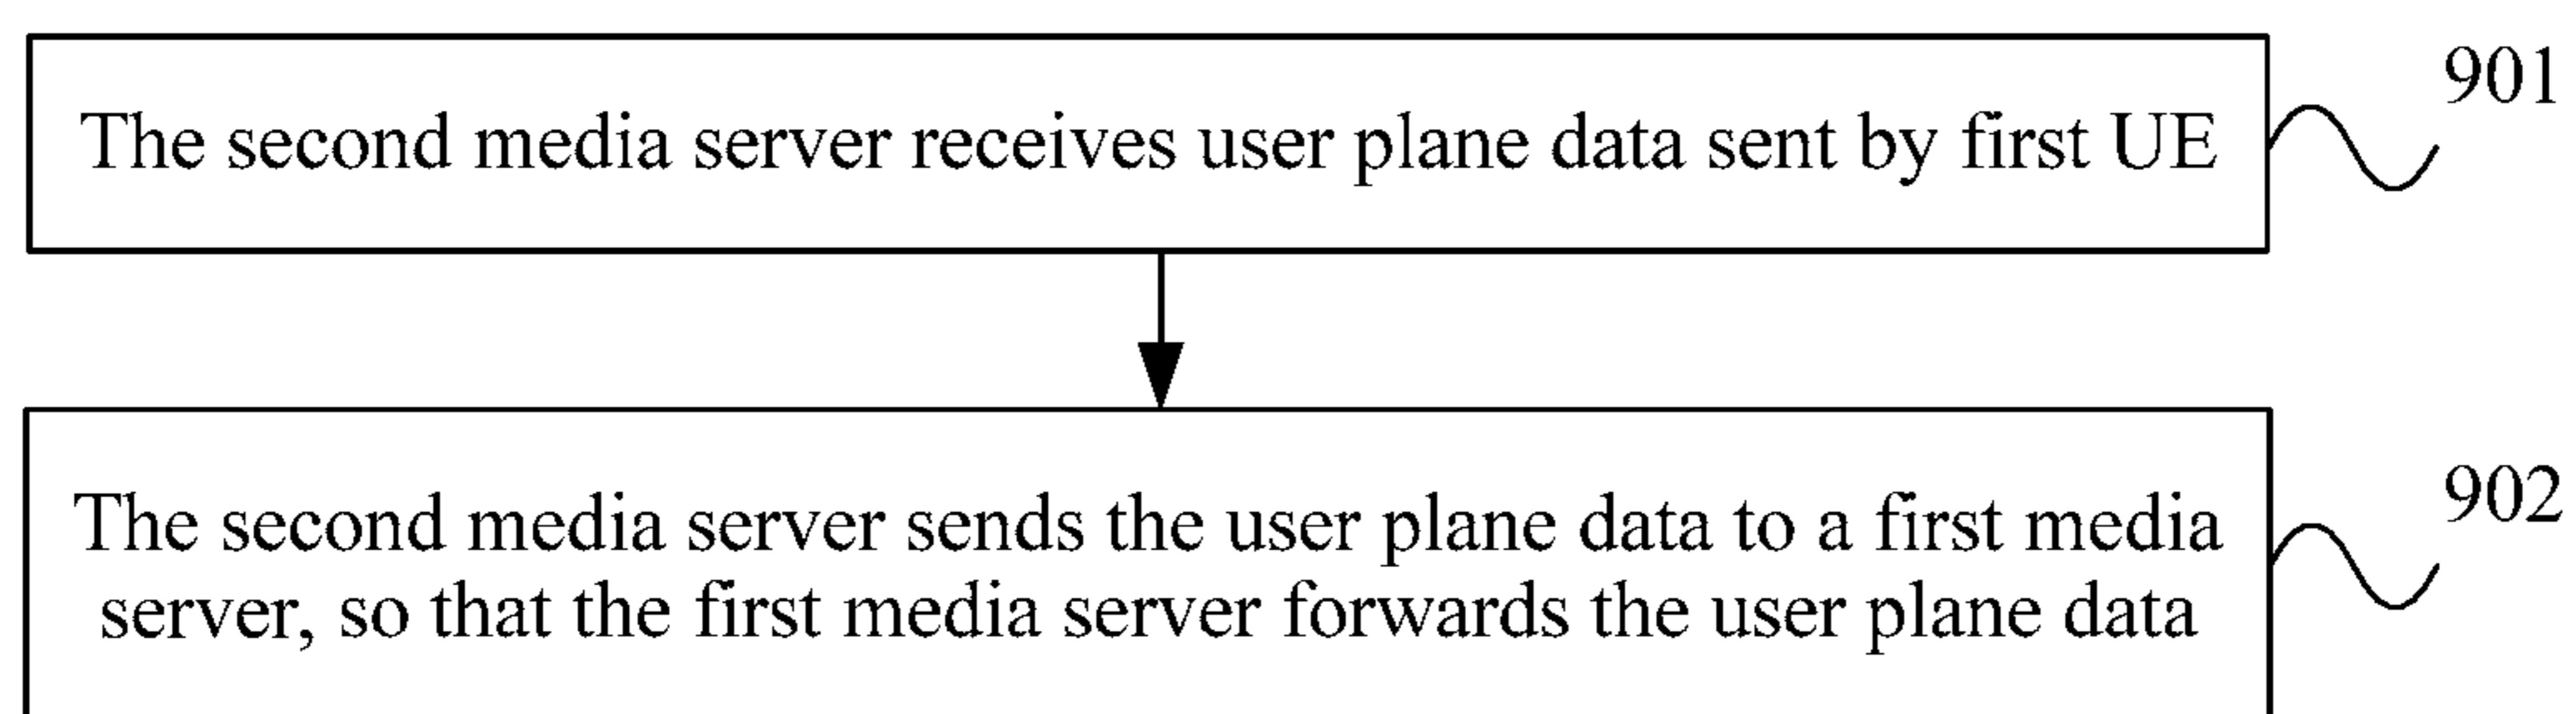 The second media server receives user plane data sent by first UE
901
The second media server sends the user plane data to a first media
server, so that the first media server forwards the user plane data
902